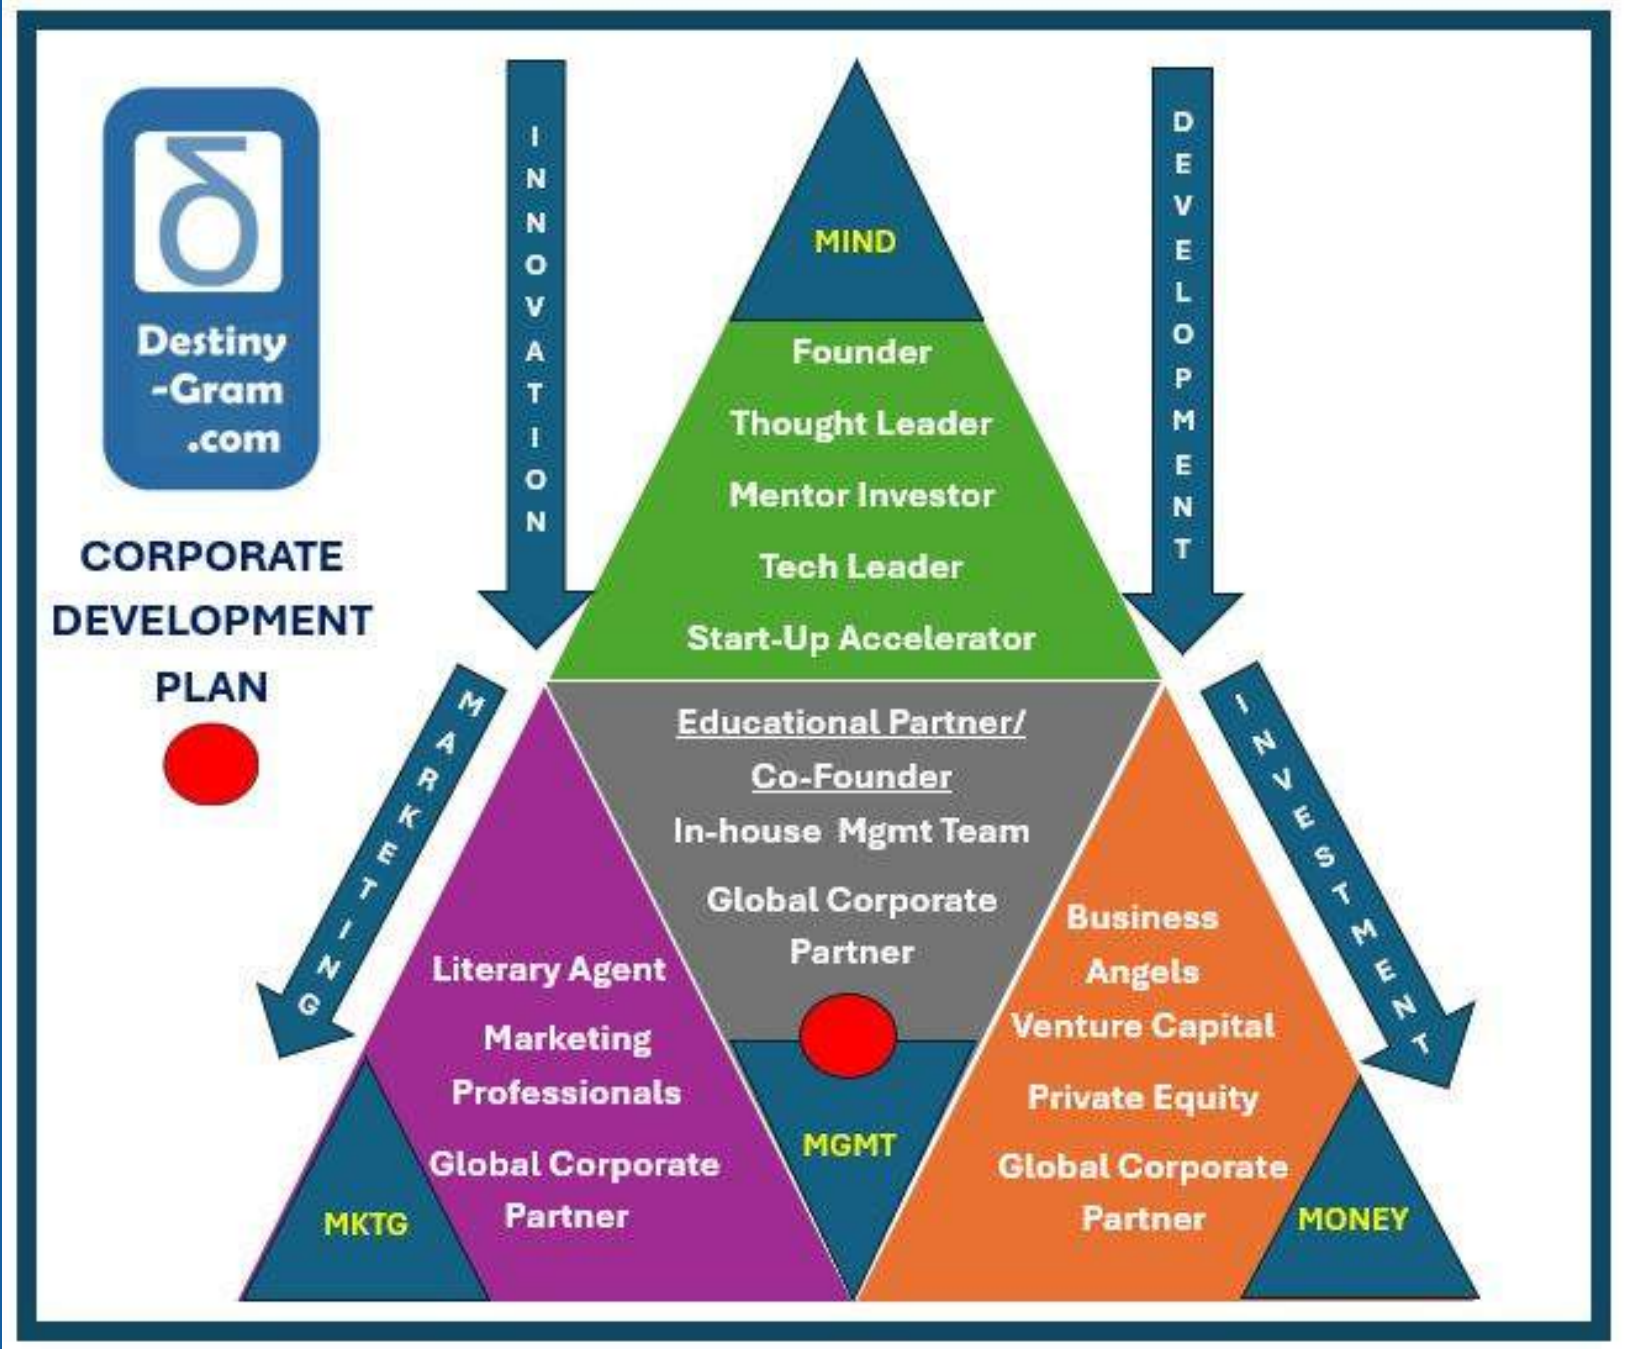 δ
Destiny
-Gram
.com
CORPORATE
DEVELOPMENT
PLAN
INNOVATION
DEVELOPMENT
MIND
Founder
Thought Leader
Mentor Investor
Tech Leader
Start-Up Accelerator
MARKETING
INVESTMENT
Educational Partner/
Co-Founder
In-house Mgmt Team
Global Corporate
Partner
MGMT
Literary Agent
Marketing
Professionals
Global Corporate
Partner
MKTG
Business
Angels
Venture Capital
Private Equity
Global Corporate
Partner
MONEY